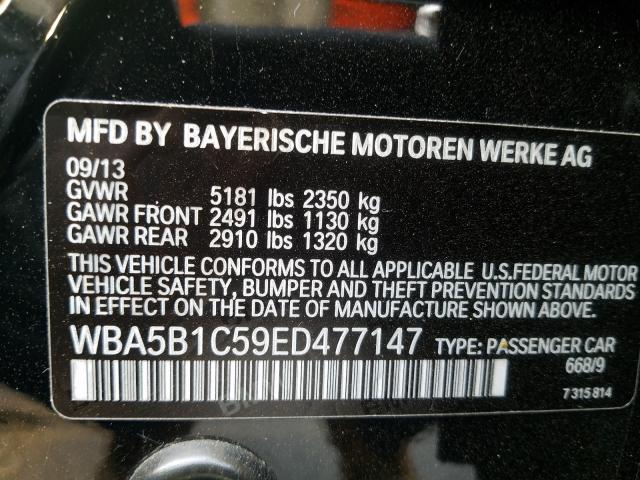 MFD BY BAYERISCHE MOTOREN WERKE AG
09/13
GVWR 5181 lbs 2350 kg
GAWR FRONT 2491 lbs 1130 kg
GAWR REAR 2910 lbs 1320 kg
THIS VEHICLE CONFORMS TO ALL APPLICABLE U.S.FEDERAL MOTOR
VEHICLE SAFETY, BUMPER AND THEFT PREVENTION STANDARDS
IN EFFECT ON THE DATE OF MANUFACTURE SHOWN ABOVE.
WBA5B1C59ED477147 TYPE: PASSENGER CAR
668/9
7 315 814